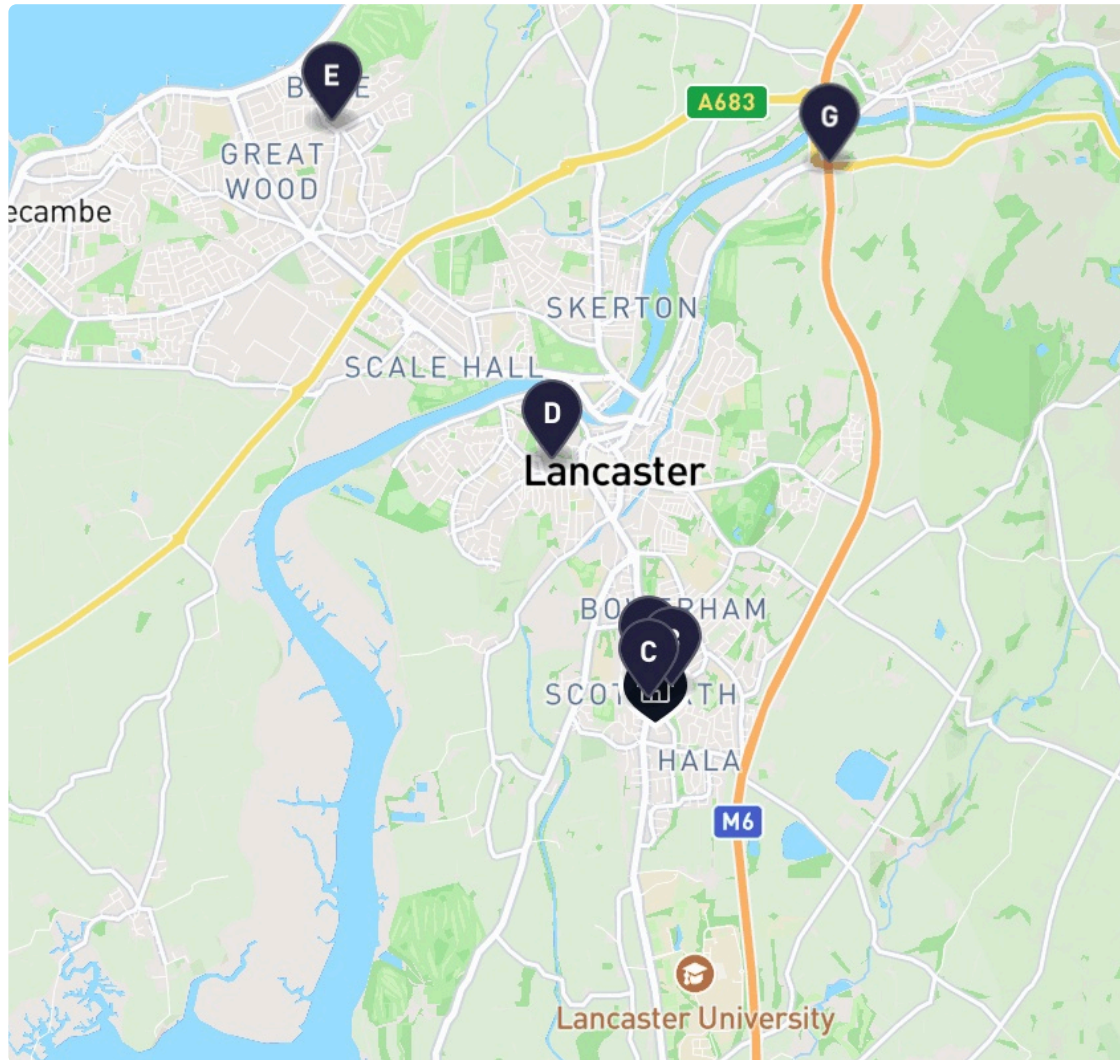 E
A683
G
GREAT
WOOD
ecambe
SKERTON
SCALE HALL
D
Lancaster
C
HALA
M6
Lancaster University